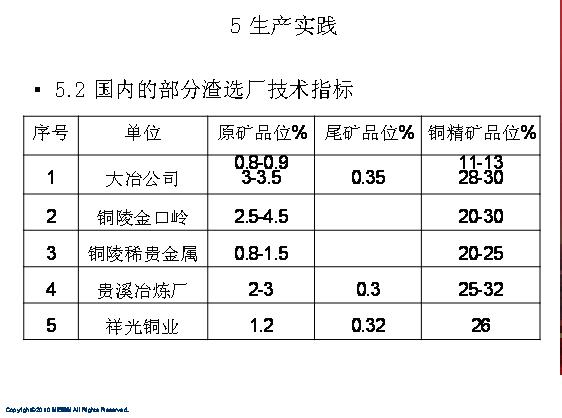 5 生产实践
▪ 5.2 国内的部分渣选厂技术指标
序号 单位 原矿品位% 尾矿品位% 铜精矿品位%
0.8-0.9 11-13
1 大冶公司 3-3.5 0.35 28-30
2 铜陵金口岭 2.5-4.5 20-30
3 铜陵稀贵金属 0.8-1.5 20-25
4 贵溪冶炼厂 2-3 0.3 25-32
5 祥光铜业 1.2 0.32 26
Copyright©2010 All Rights Reserved.